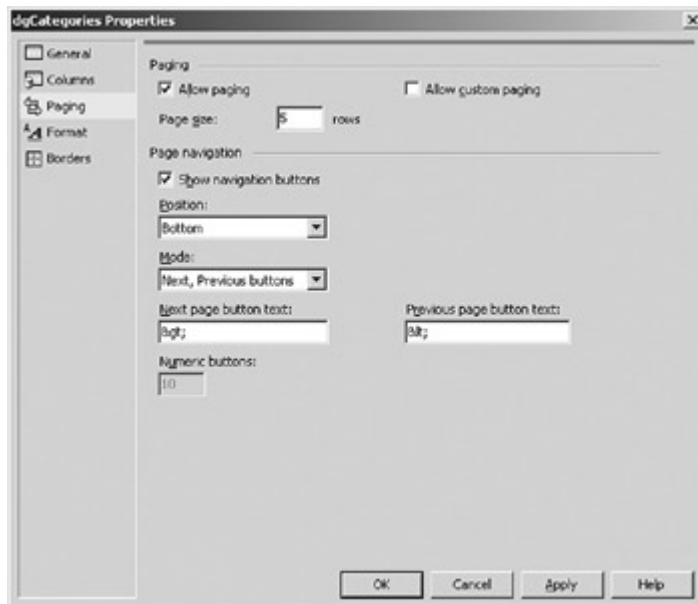 dgCategories Properties
General
Columns
Paging
Format
Borders
Paging
Allow paging
Allow custom paging
Page size:
5
rows
Page navigation
Show navigation buttons
Position:
Bottom
Mode:
Next, Previous buttons
Next page button text:
Previous page button text:
&gt;
&lt;
Numeric buttons:
10
OK
Cancel
Apply
Help